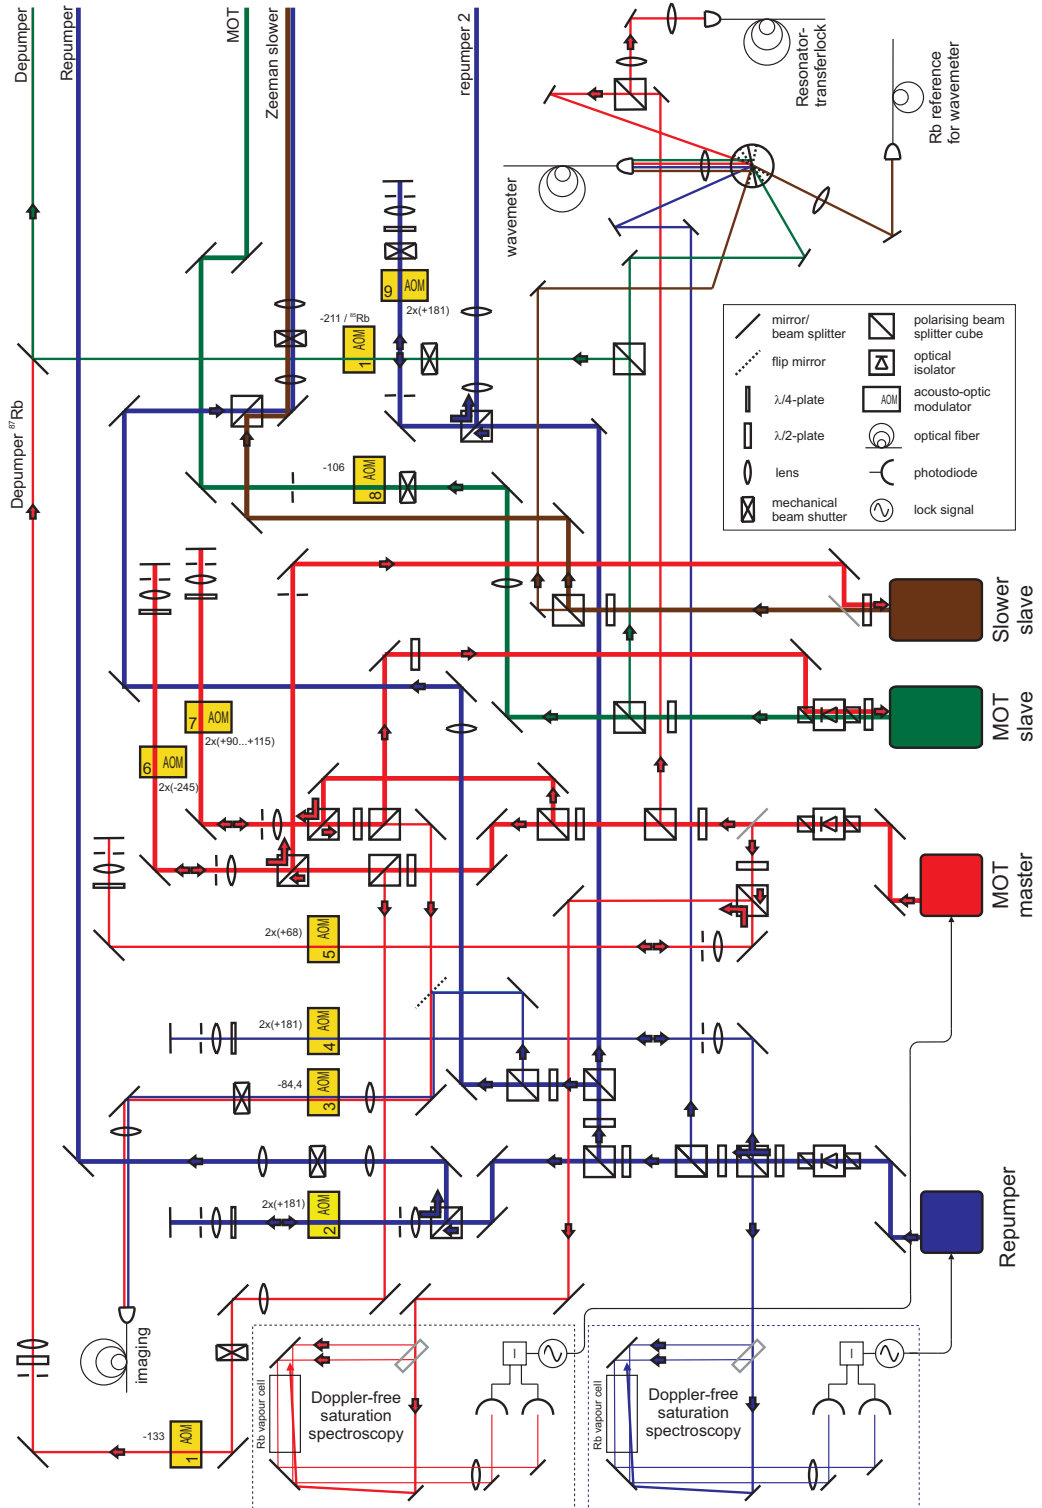 Depumper
Repumper
MOT
Zeeman slower
repumper 2
Resonator-
transferlock
Rb reference
for wavemeter
wavemeter
AOM
9
2x(+181)
-211 / ⁸⁵Rb
AOM
1
Depumper ⁸⁷Rb
-106
AOM
8
mirror/
beam splitter
flip mirror
λ/4-plate
λ/2-plate
lens
mechanical
beam shutter
polarising beam
splitter cube
optical
isolator
AOM
acousto-optic
modulator
optical fiber
photodiode
lock signal
Slower
slave
MOT
slave
MOT
master
Repumper
7
AOM
2x(+90...+115)
6
AOM
2x(-245)
2x(+68)
AOM
5
2x(+181)
AOM
4
-84,4
AOM
3
2x(+181)
AOM
2
imaging
-133
AOM
1
Rb vapour cell
Doppler-free
saturation
spectroscopy
–
Rb vapour cell
Doppler-free
saturation
spectroscopy
–